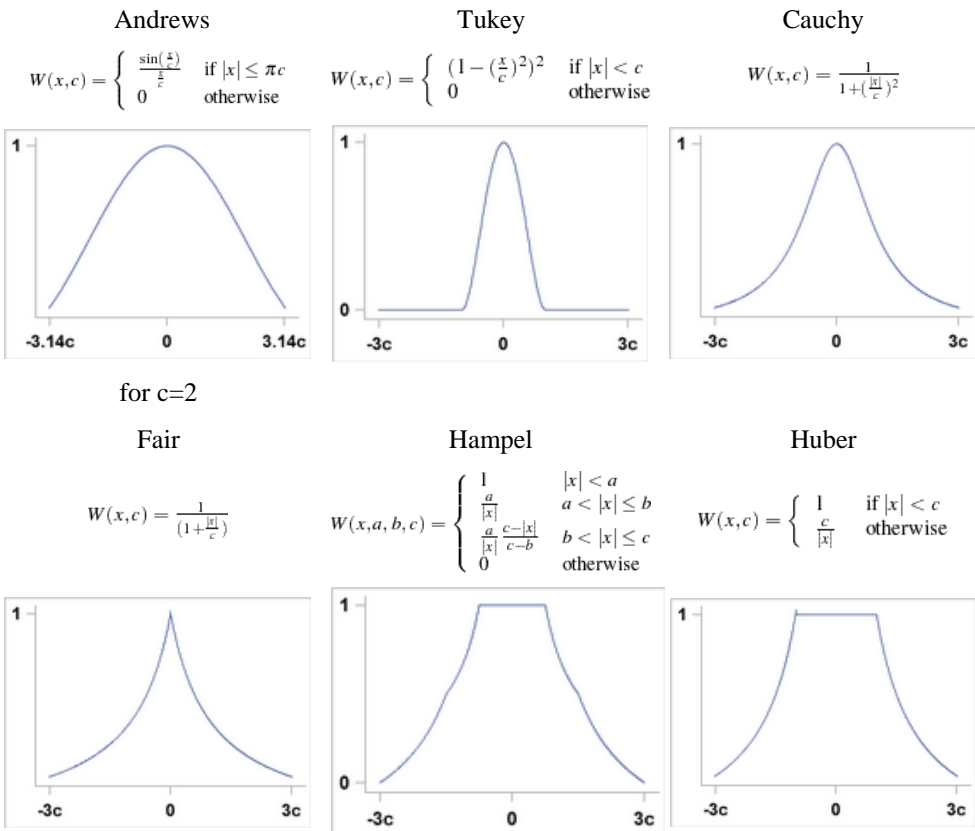 Andrews Tukey Cauchy
W(x,c) = { sin(x/c)/(x/c) if |x| ≤ πc
0 otherwise
W(x,c) = { (1 − (x/c)²)² if |x| < c
0 otherwise
W(x,c) = 1/(1+(|x|/c)²)
1
-3.14c 0 3.14c
1
0
-3c 0 3c
1
-3c 0 3c
for c=2
Fair Hampel Huber
W(x,c) = 1/(1+|x|/c)
W(x,a,b,c) = { 1 |x| < a
a/|x| a < |x| ≤ b
a/|x| (c−|x|)/(c−b) b < |x| ≤ c
0 otherwise
W(x,c) = { 1 if |x| < c
c/|x| otherwise
1
-3c 0 3c
1
0
-3c 0 3c
1
-3c 0 3c